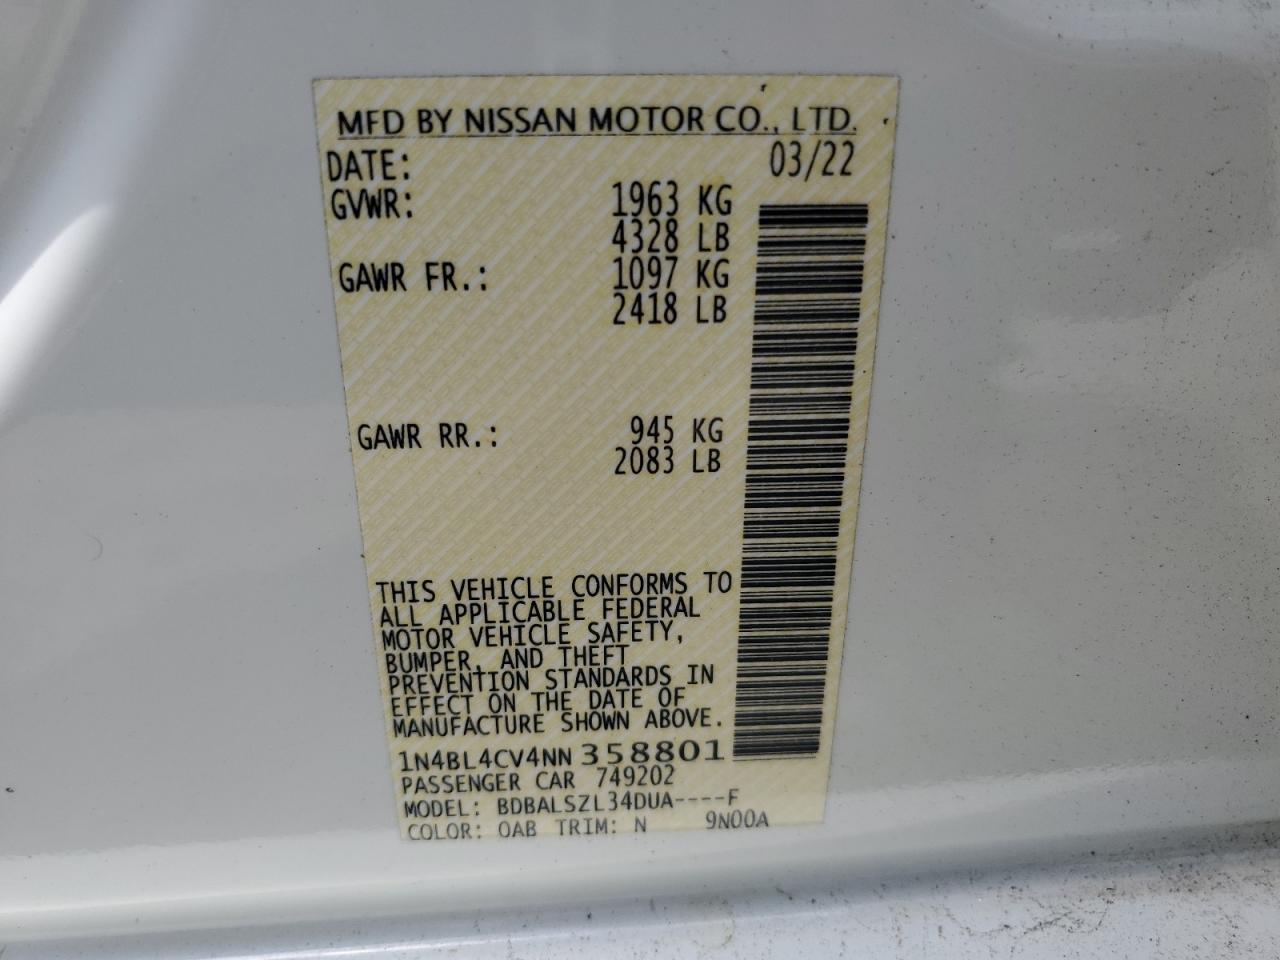 MFD BY NISSAN MOTOR CO., LTD.
DATE: 03/22
GVWR: 1963 KG
4328 LB
GAWR FR.: 1097 KG
2418 LB
GAWR RR.: 945 KG
2083 LB
THIS VEHICLE CONFORMS TO
ALL APPLICABLE FEDERAL
MOTOR VEHICLE SAFETY,
BUMPER, AND THEFT
PREVENTION STANDARDS IN
EFFECT ON THE DATE OF
MANUFACTURE SHOWN ABOVE.
1N4BL4CV4NN358801
PASSENGER CAR 749202
MODEL: BDBALSZL34DUA----F
COLOR: QAB TRIM: N 9N00A